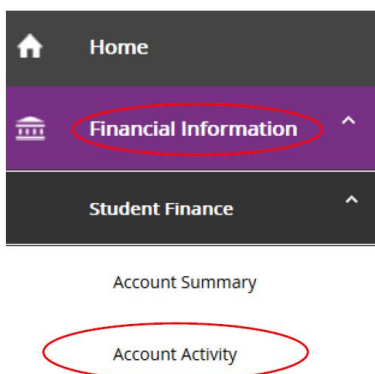 Home
Financial Information
Student Finance
Account Summary
Account Activity